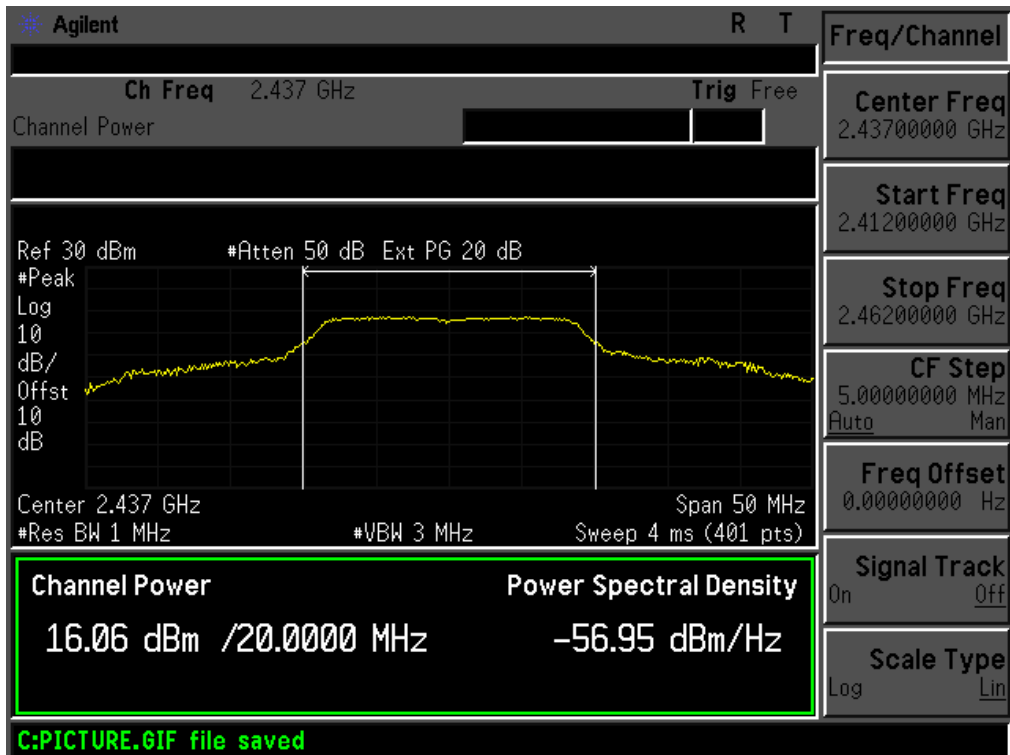 Agilent
R T
Ch Freq 2.437 GHz
Trig Free
Channel Power
Ref 30 dBm
#Atten 50 dB Ext PG 20 dB
#Peak
Log
10
dB/
Offst
10
dB
Center 2.437 GHz
Span 50 MHz
#Res BW 1 MHz
#VBW 3 MHz
Sweep 4 ms (401 pts)
Channel Power
Power Spectral Density
16.06 dBm /20.0000 MHz
-56.95 dBm/Hz
C:PICTURE.GIF file saved
Freq/Channel
Center Freq
2.43700000 GHz
Start Freq
2.41200000 GHz
Stop Freq
2.46200000 GHz
CF Step
5.00000000 MHz
Auto Man
Freq Offset
0.00000000 Hz
Signal Track
On Off
Scale Type
Log Lin